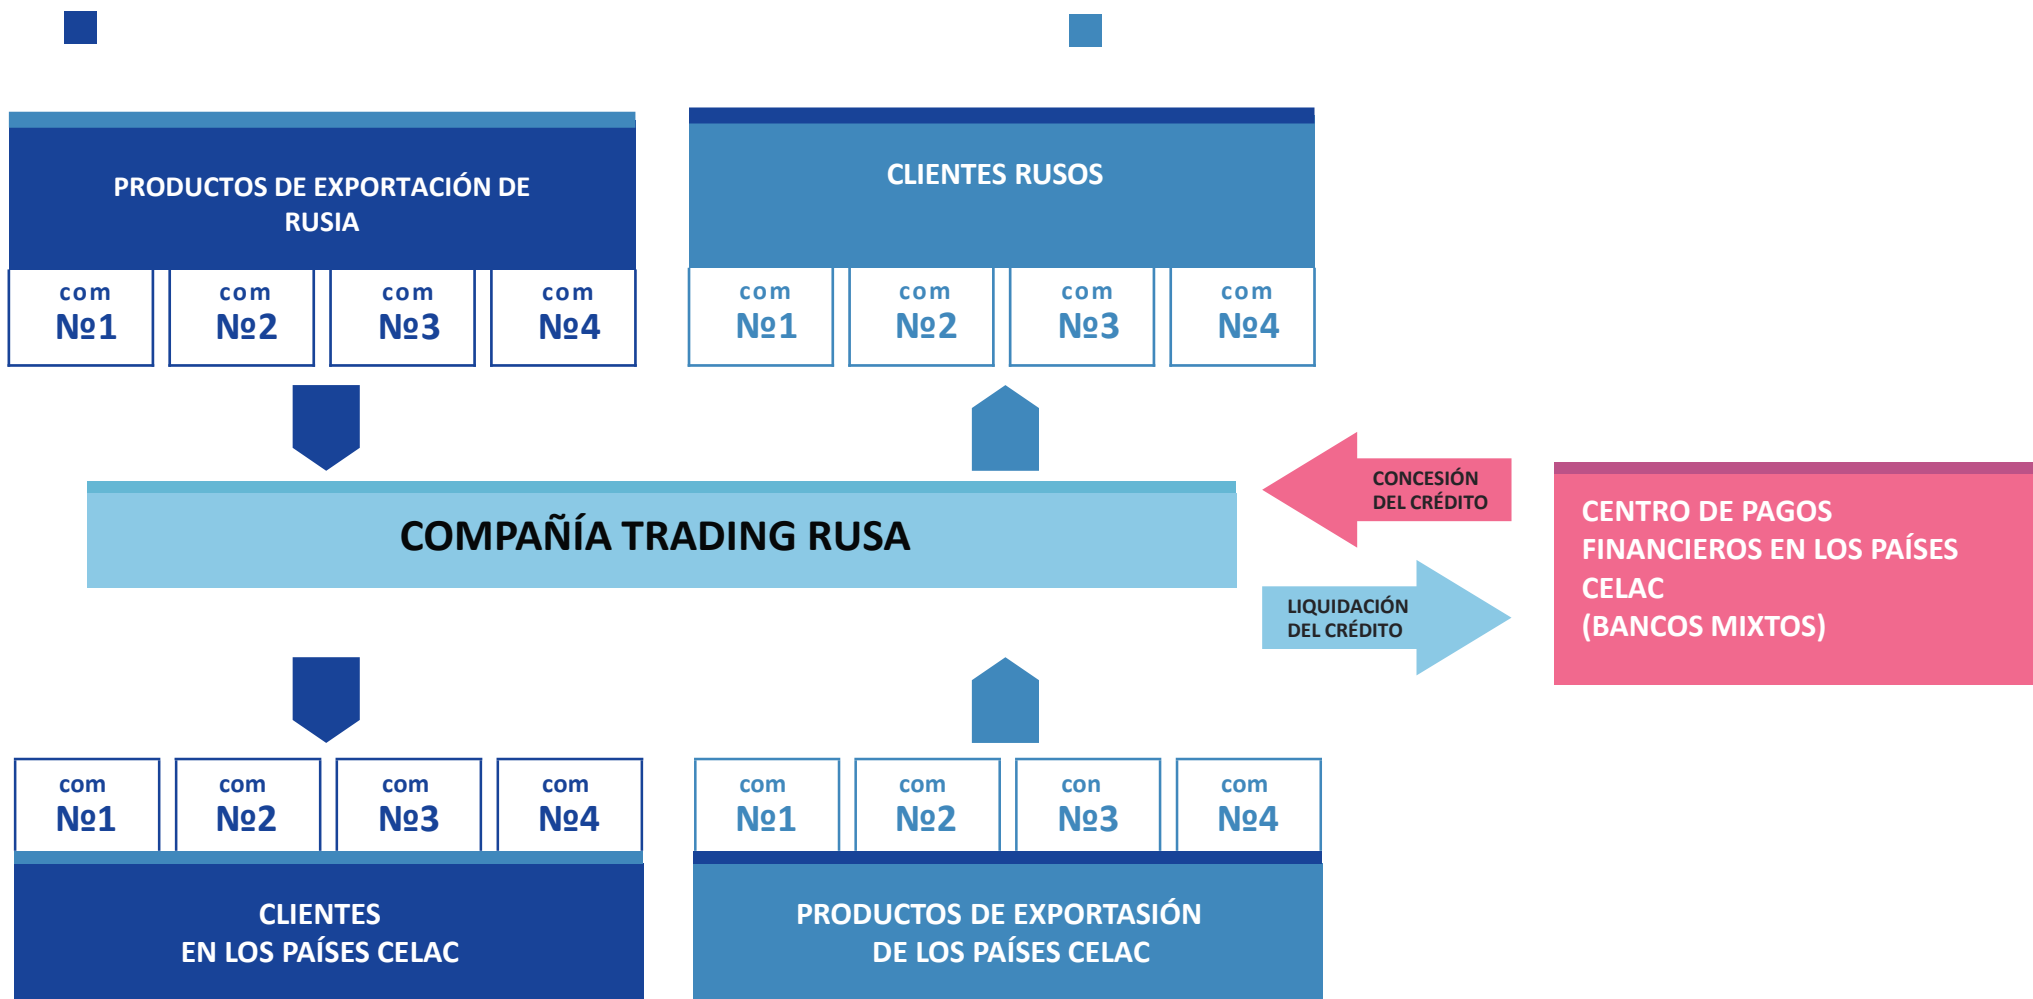 PRODUCTOS DE EXPORTACIÓN DE
RUSIA
com
№1
com
№2
com
№3
com
№4
CLIENTES RUSOS
com
№1
com
№2
com
№3
com
№4
COMPAÑÍA TRADING RUSA
CONCESIÓN
DEL CRÉDITO
LIQUIDACIÓN
DEL CRÉDITO
CENTRO DE PAGOS
FINANCIEROS EN LOS PAÍSES
CELAC
(BANCOS MIXTOS)
com
№1
com
№2
com
№3
com
№4
CLIENTES
EN LOS PAÍSES CELAC
com
№1
com
№2
con
№3
com
№4
PRODUCTOS DE EXPORTASIÓN
DE LOS PAÍSES CELAC